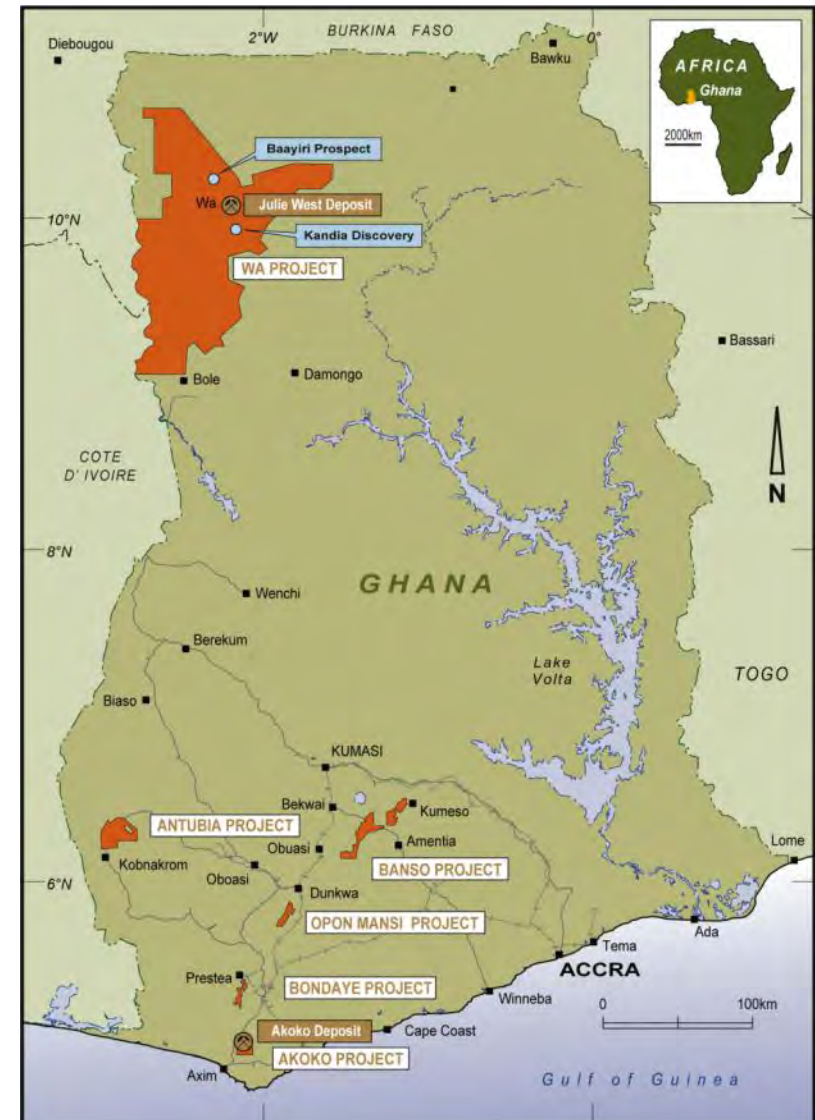 2°W
BURKINA FASO
0°
Diebougou
Bawku
AFRICA
Ghana
2000km
Baayiri Prospect
Wa
Julie West Deposit
10°N
Kandia Discovery
WA PROJECT
Bassari
Bole
Damongo
COTE
D' IVOIRE
N
8°N
GHANA
Wenchi
Berekum
Lake
Volta
TOGO
Biaso
KUMASI
Bekwai
Kumeso
ANTUBIA PROJECT
Obuasi
Amentia
Lome
Kobnakrom
Oboasi
BANSO PROJECT
6°N
Dunkwa
OPON MANSI PROJECT
Ada
Tema
ACCRA
Prestea
BONDAYE PROJECT
Winneba
0
100km
Akoko Deposit
Cape Coast
AKOKO PROJECT
Axim
Gulf of Guinea